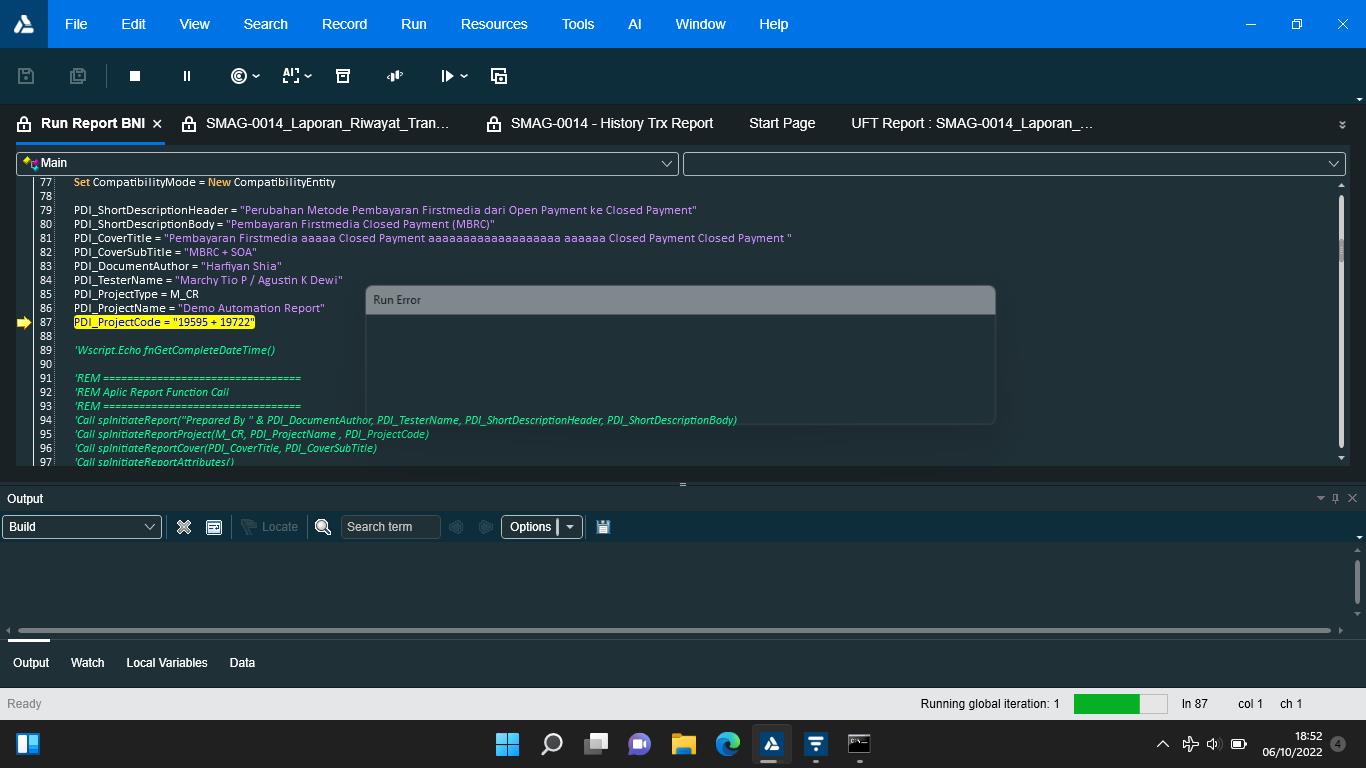 File Edit View Search Record Run Resources Tools AI Window Help
AI
Run Report BNI SMAG-0014_Laporan_Riwayat_Tran... SMAG-0014 - History Trx Report Start Page UFT Report : SMAG-0014_Laporan_...
Main
77 Set CompatibilityMode = New CompatibilityEntity
78
79 PDI_ShortDescriptionHeader = "Perubahan Metode Pembayaran Firstmedia dari Open Payment ke Closed Payment"
80 PDI_ShortDescriptionBody = "Pembayaran Firstmedia Closed Payment (MBRC)"
81 PDI_CoverTitle = "Pembayaran Firstmedia aaaaa Closed Payment aaaaaaaaaaaaaaaaaaa aaaaaa Closed Payment Closed Payment "
82 PDI_CoverSubTitle = "MBRC + SOA"
83 PDI_DocumentAuthor = "Harfiyan Shia"
84 PDI_TesterName = "Marchy Tio P / Agustin K Dewi"
85 PDI_ProjectType = M_CR
86 PDI_ProjectName = "Demo Automation Report"
87 PDI_ProjectCode = "19595 + 19722"
88
89 'Wscript.Echo fnGetCompleteDateTime()
90
91 'REM =================================
92 'REM Aplic Report Function Call
93 'REM =================================
94 'Call spInitiateReport("Prepared By " & PDI_DocumentAuthor, PDI_TesterName, PDI_ShortDescriptionHeader, PDI_ShortDescriptionBody)
95 'Call spInitiateReportProject(M_CR, PDI_ProjectName , PDI_ProjectCode)
96 'Call spInitiateReportCover(PDI_CoverTitle, PDI_CoverSubTitle)
97 'Call spInitiateReportAttributes()
Run Error
Output
Build Locate Search term Options
Output Watch Local Variables Data
Ready Running global iteration: 1 ln 87 col 1 ch 1
18:52
06/10/2022
4